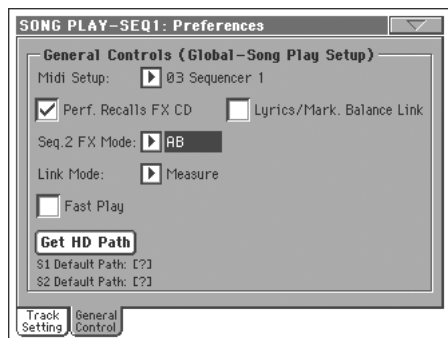 SONG PLAY-SEQ1: Preferences
General Controls (Global-Song Play Setup)
Midi Setup: 03 Sequencer 1
Perf. Recalls FX CD Lyrics/Mark. Balance Link
Seq.2 FX Mode: AB
Link Mode: Measure
Fast Play
Get HD Path
S1 Default Path: [?]
S2 Default Path: [?]
Track Setting General Control